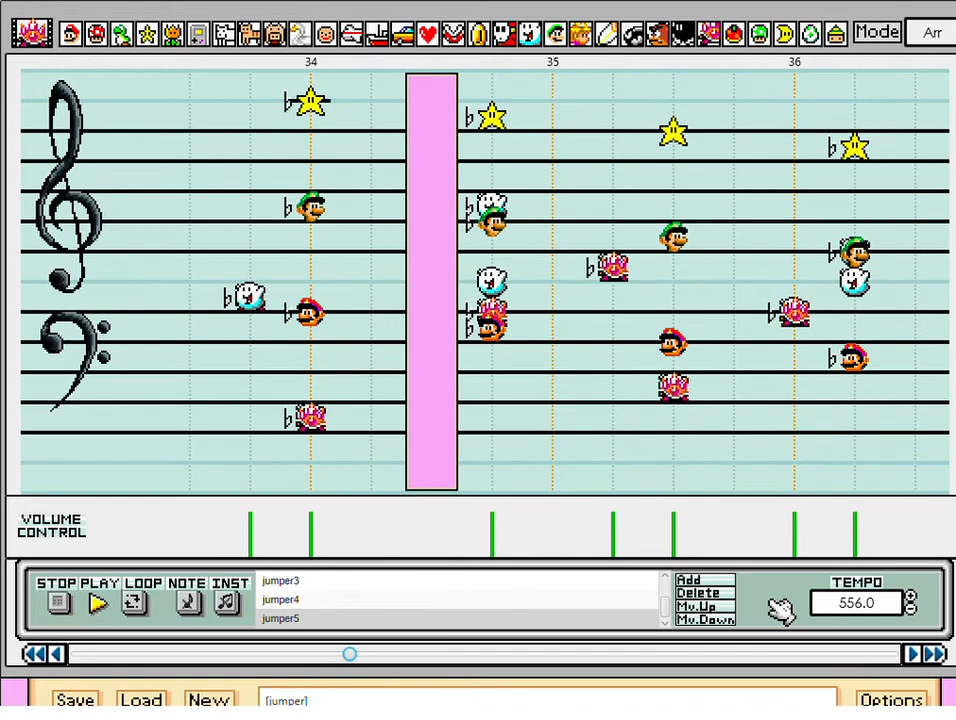 Mode Arr
34 35 36
VOLUME
CONTROL
STOP PLAY LOOP NOTE INST
jumper3
jumper4
jumper5
Add
Delete
Mv.Up
Mv.Down
TEMPO
556.0
Save Load New [jumper] Options